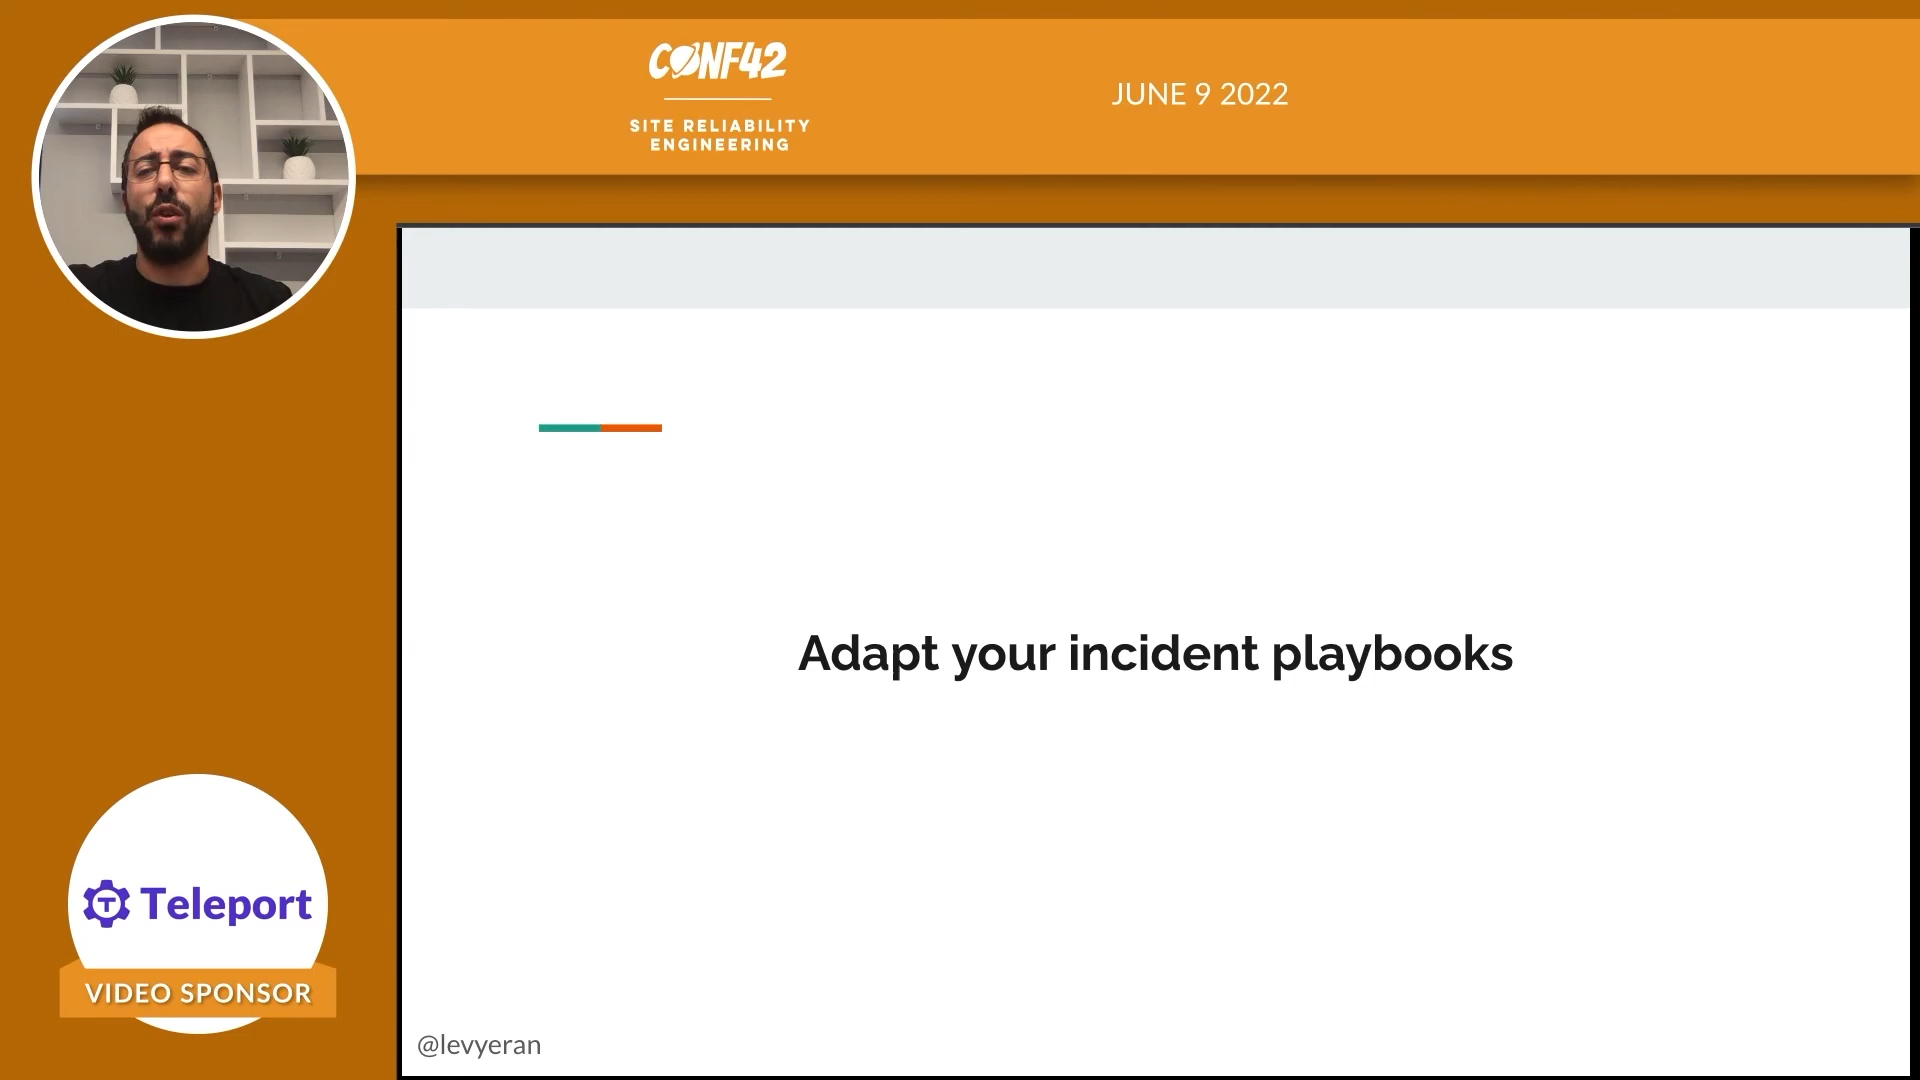 CONF42
SITE RELIABILITY
ENGINEERING
JUNE 9 2022
Adapt your incident playbooks
Teleport
VIDEO SPONSOR
@levyeran